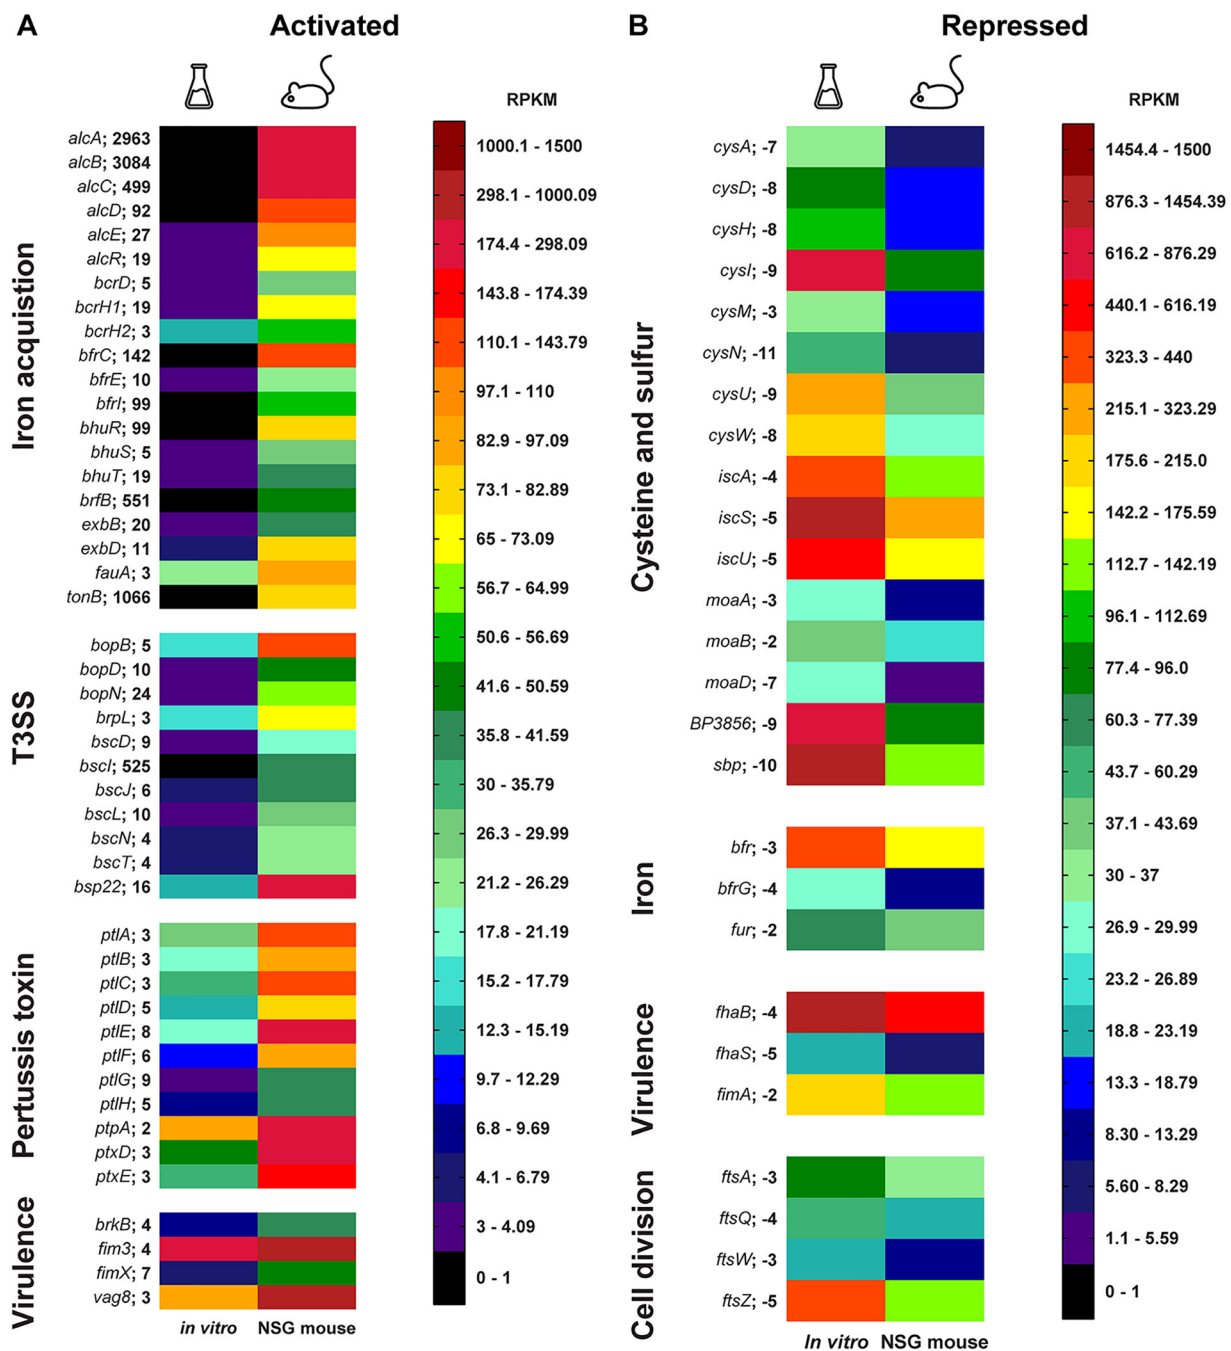 A
Activated
RPKM
Iron acquistion
alcA; 2963
alcB; 3084
alcC; 499
alcD; 92
alcE; 27
alcR; 19
bcrD; 5
bcrH1; 19
bcrH2; 3
bfrC; 142
bfrE; 10
bfrI; 99
bhuR; 99
bhuS; 5
bhuT; 19
brfB; 551
exbB; 20
exbD; 11
fauA; 3
tonB; 1066
T3SS
bopB; 5
bopD; 10
bopN; 24
brpL; 3
bscD; 9
bscI; 525
bscJ; 6
bscL; 10
bscN; 4
bscT; 4
bsp22; 16
Pertussis toxin
ptlA; 3
ptlB; 3
ptlC; 3
ptlD; 5
ptlE; 8
ptlF; 6
ptlG; 9
ptlH; 5
ptpA; 2
ptxD; 3
ptxE; 3
Virulence
brkB; 4
fim3; 4
fimX; 7
vag8; 3
in vitro NSG mouse
1000.1 - 1500
298.1 - 1000.09
174.4 - 298.09
143.8 - 174.39
110.1 - 143.79
97.1 - 110
82.9 - 97.09
73.1 - 82.89
65 - 73.09
56.7 - 64.99
50.6 - 56.69
41.6 - 50.59
35.8 - 41.59
30 - 35.79
26.3 - 29.99
21.2 - 26.29
17.8 - 21.19
15.2 - 17.79
12.3 - 15.19
9.7 - 12.29
6.8 - 9.69
4.1 - 6.79
3 - 4.09
0 - 1
B
Repressed
RPKM
Cysteine and sulfur
cysA; -7
cysD; -8
cysH; -8
cysI; -9
cysM; -3
cysN; -11
cysU; -9
cysW; -8
iscA; -4
iscS; -5
iscU; -5
moaA; -3
moaB; -2
moaD; -7
BP3856; -9
sbp; -10
Iron
bfr; -3
bfrG; -4
fur; -2
Virulence
fhaB; -4
fhaS; -5
fimA; -2
Cell division
ftsA; -3
ftsQ; -4
ftsW; -3
ftsZ; -5
In vitro NSG mouse
1454.4 - 1500
876.3 - 1454.39
616.2 - 876.29
440.1 - 616.19
323.3 - 440
215.1 - 323.29
175.6 - 215.0
142.2 - 175.59
112.7 - 142.19
96.1 - 112.69
77.4 - 96.0
60.3 - 77.39
43.7 - 60.29
37.1 - 43.69
30 - 37
26.9 - 29.99
23.2 - 26.89
18.8 - 23.19
13.3 - 18.79
8.30 - 13.29
5.60 - 8.29
1.1 - 5.59
0 - 1